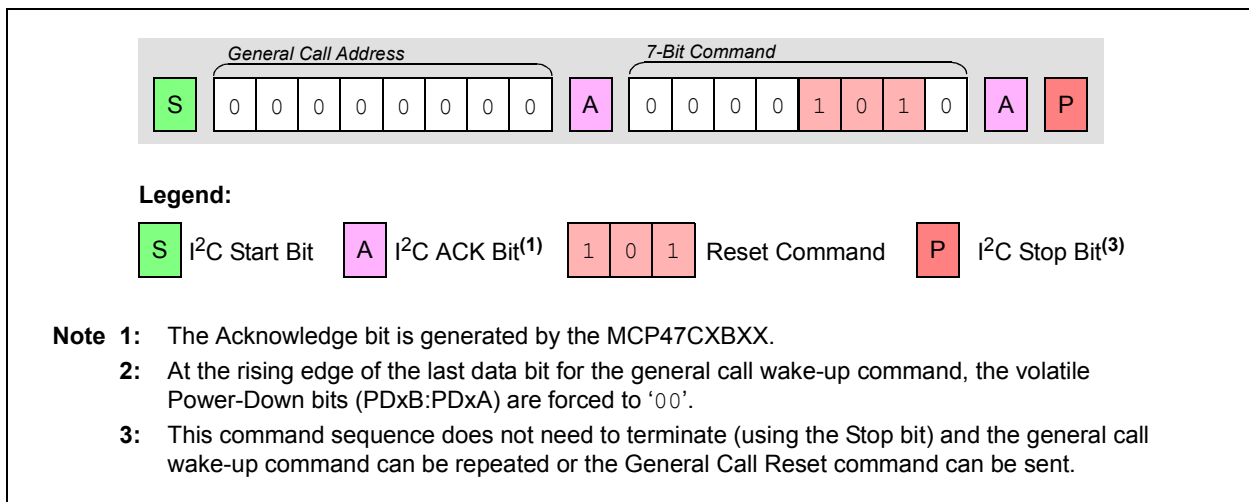 General Call Address 7-Bit Command
S 0 0 0 0 0 0 0 0 A 0 0 0 0 1 0 1 0 A P
Legend:
S I²C Start Bit A I²C ACK Bit(1) 1 0 1 Reset Command P I²C Stop Bit(3)
Note 1: The Acknowledge bit is generated by the MCP47CXBXX.
2: At the rising edge of the last data bit for the general call wake-up command, the volatile
Power-Down bits (PDxB:PDxA) are forced to ‘00’.
3: This command sequence does not need to terminate (using the Stop bit) and the general call
wake-up command can be repeated or the General Call Reset command can be sent.